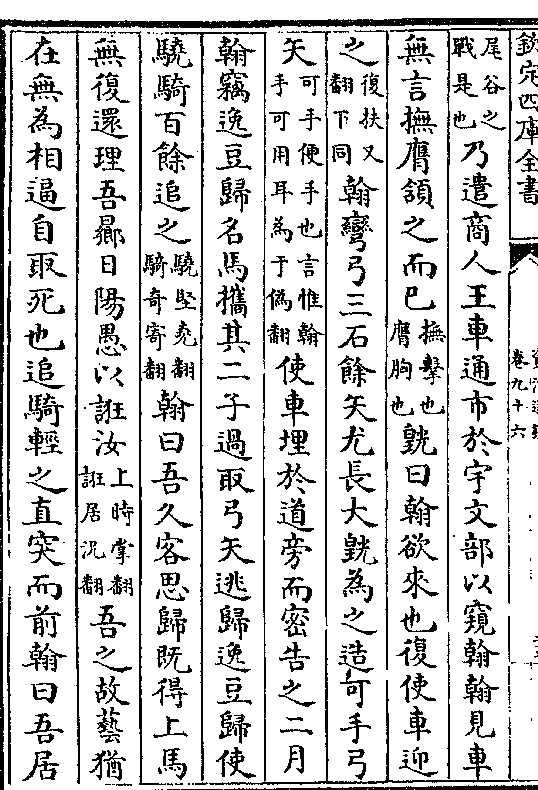 欽定四庫全書
卷九十六
尾谷之戰是也乃遣商人王車通市於宇文部以窺翰翰見車
無言撫膺頷之而已撫擊也膺胸也皝曰翰欲來也復使車迎
之復扶又翻下同翰彎弓三石餘矢尤長大皝為之造可手弓
矢可手便手也言惟翰手可用耳為于偽翻使車埋於道旁而密告之二月
翰竊逸豆歸名馬攜其二子過取弓矢逃歸逸豆歸使
驍騎百餘追之驍堅堯翻騎奇寄翻翰曰吾久客思歸既得上馬
無復還理吾曏日陽愚以誑汝上時掌翻誑居況翻吾之故藝猶
在無為相逼自取死也追騎輕之直突而前翰曰吾居